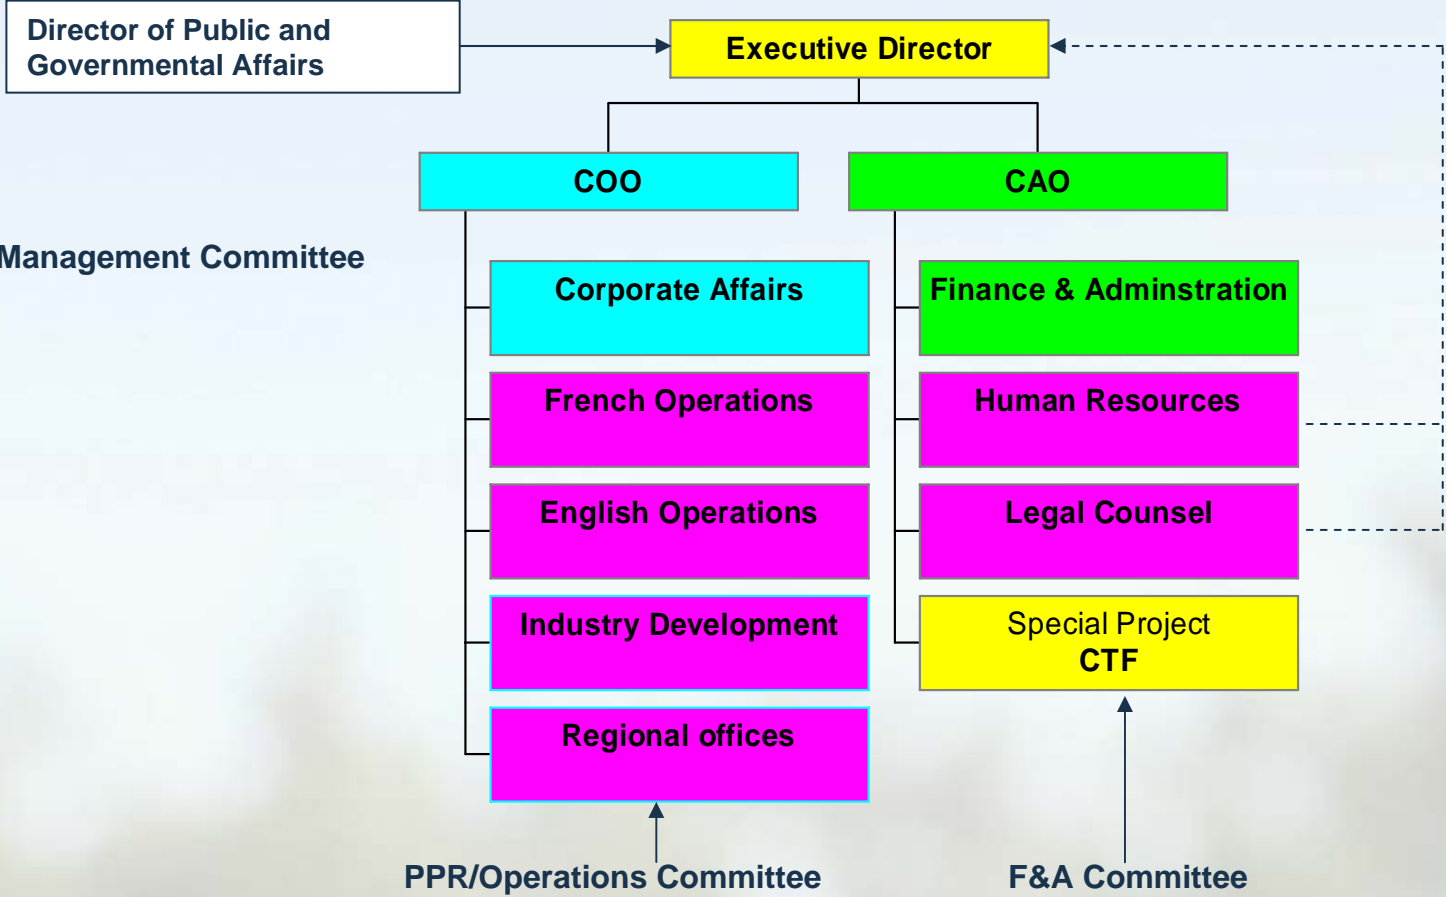 Director of Public and
Governmental Affairs
Executive Director
COO
CAO
Management Committee
Corporate Affairs
Finance & Adminstration
French Operations
Human Resources
English Operations
Legal Counsel
Industry Development
Special Project
CTF
Regional offices
PPR/Operations Committee
F&A Committee